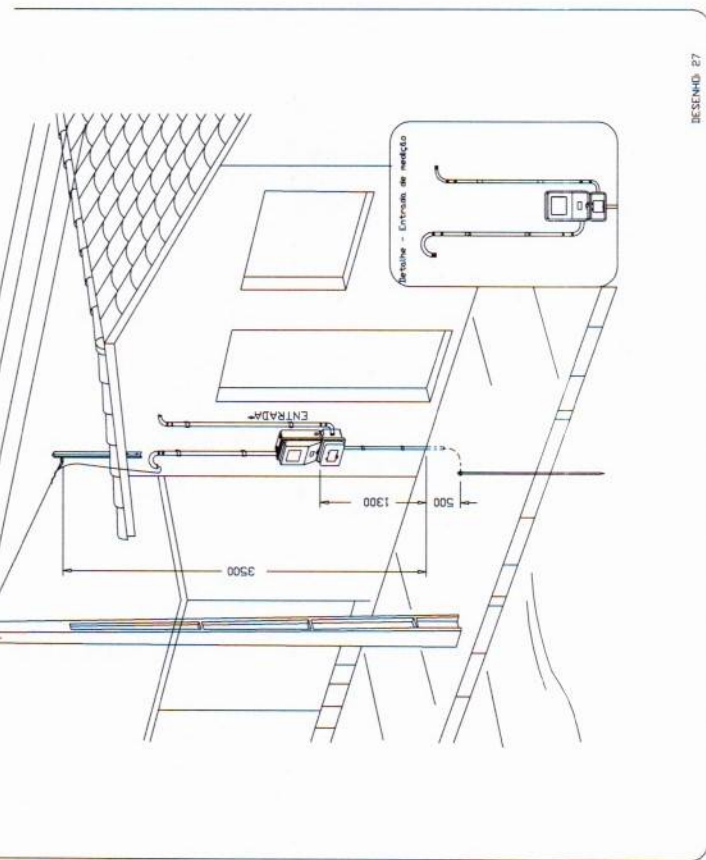 DESENHO: 27
Detalhe - Entrada de medição
ENTRADA*
3500
1300
500